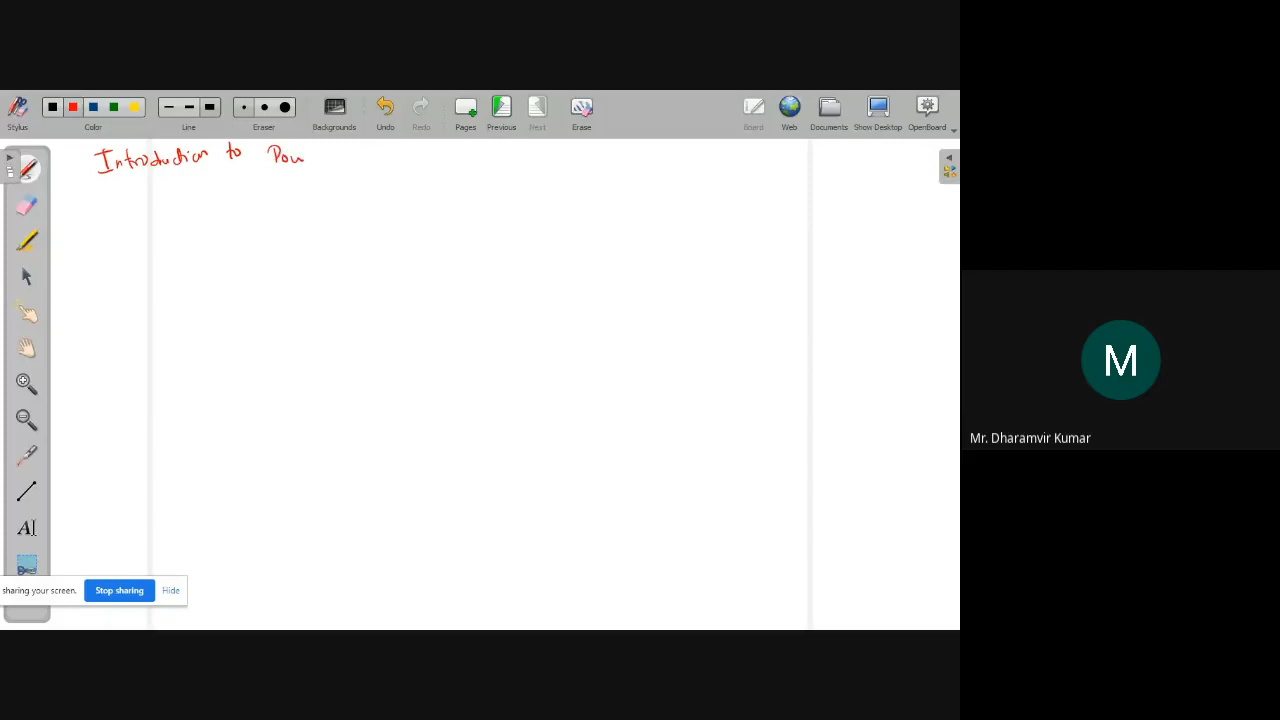 Color
Line
Eraser
Stylus
Backgrounds
Undo
Redo
Pages
Previous
Next
Erase
Board
Web
Documents
Show Desktop
OpenBoard
Introduction to Pow
A
sharing your screen. Stop sharing Hide
M
Mr. Dharamvir Kumar